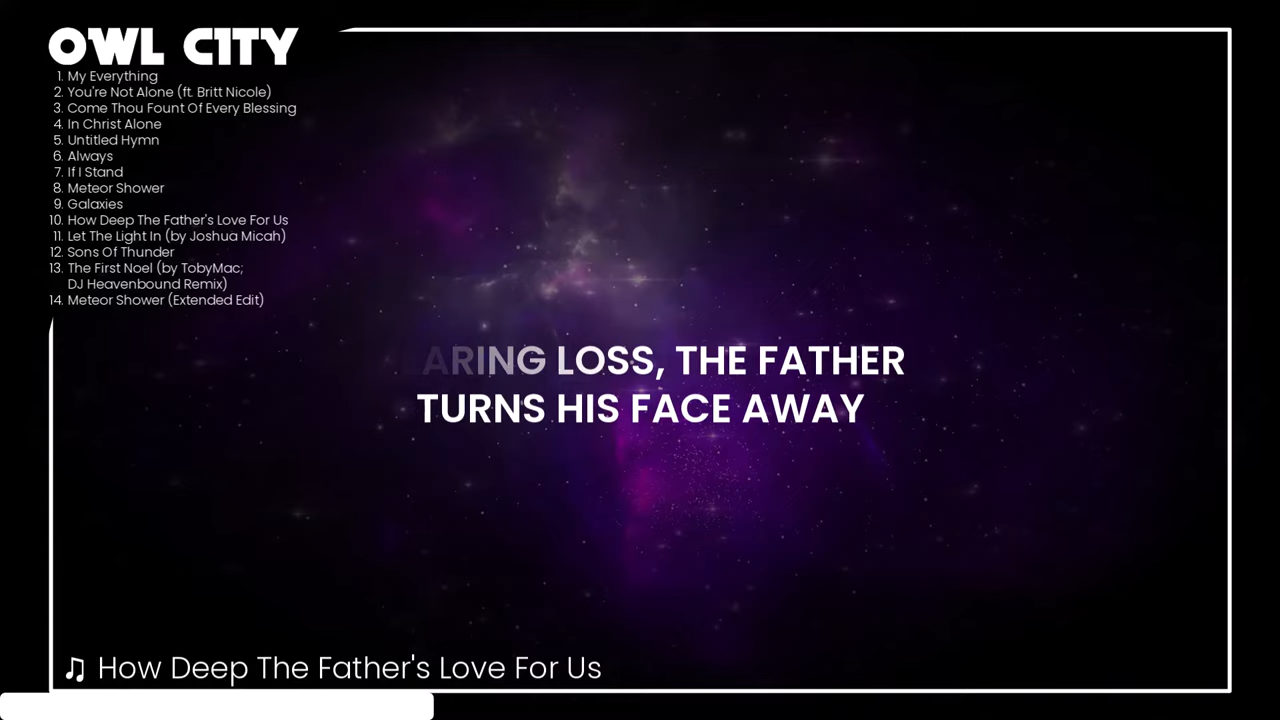 OWL CITY
1. My Everything
2. You're Not Alone (ft. Britt Nicole)
3. Come Thou Fount Of Every Blessing
4. In Christ Alone
5. Untitled Hymn
6. Always
7. If I Stand
8. Meteor Shower
9. Galaxies
10. How Deep The Father's Love For Us
11. Let The Light In (by Joshua Micah)
12. Sons Of Thunder
13. The First Noel (by TobyMac;
DJ Heavenbound Remix)
14. Meteor Shower (Extended Edit)
EARING LOSS, THE FATHER
TURNS HIS FACE AWAY
♫ How Deep The Father's Love For Us